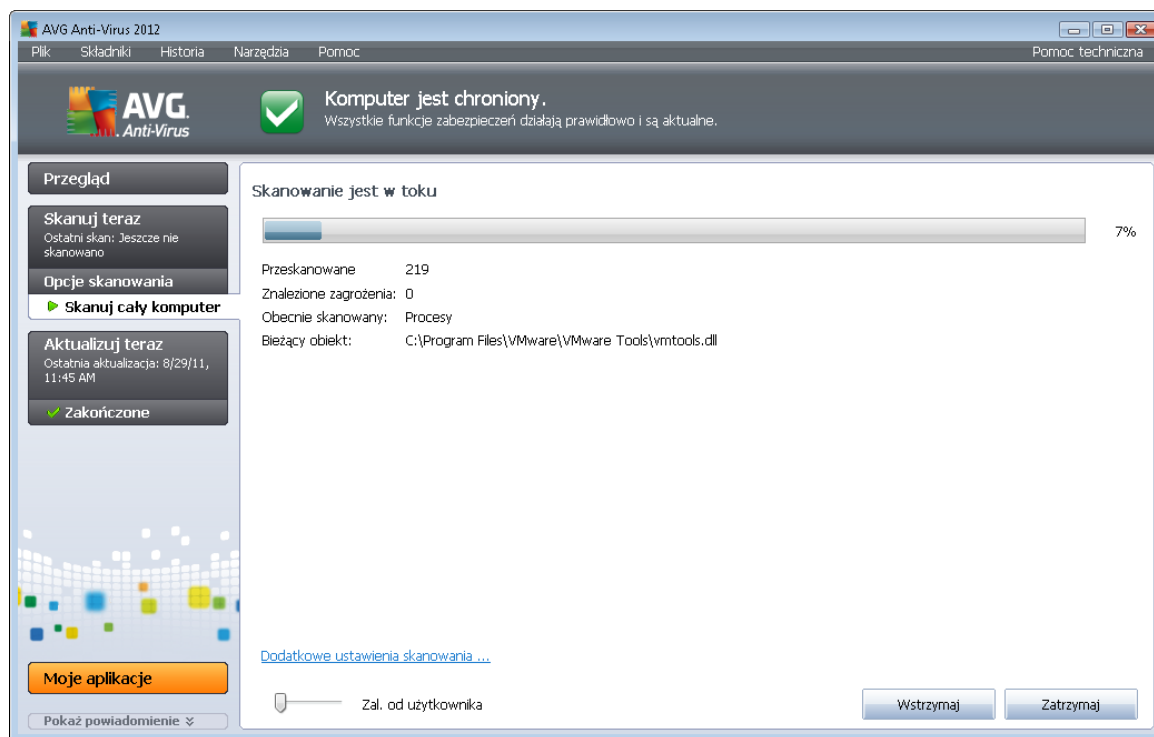 AVG Anti-Virus 2012
Plik Składniki Historia Narzędzia Pomoc Pomoc techniczna
AVG.
Anti-Virus
Komputer jest chroniony.
Wszystkie funkcje zabezpieczeń działają prawidłowo i są aktualne.
Przegląd
Skanuj teraz
Ostatni skan: Jeszcze nie
skanowano
Opcje skanowania
Skanuj cały komputer
Aktualizuj teraz
Ostatnia aktualizacja: 8/29/11,
11:45 AM
Zakończone
Moje aplikacje
Pokaż powiadomienie
Skanowanie jest w toku
7%
Przeskanowane 219
Znalezione zagrożenia: 0
Obecnie skanowany: Procesy
Bieżący obiekt: C:\Program Files\VMware\VMware Tools\vmtools.dll
Dodatkowe ustawienia skanowania ...
Zal. od użytkownika
Wstrzymaj Zatrzymaj